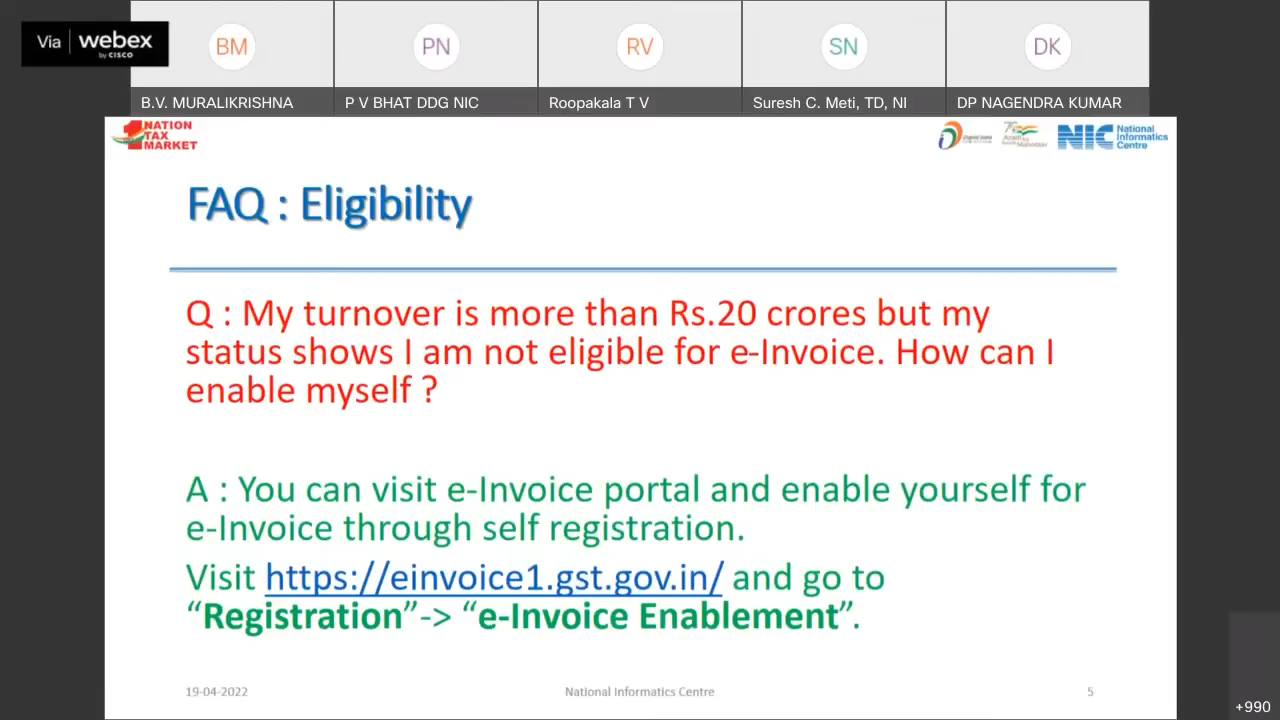 Via webex
by CISCO
BM
PN
RV
SN
DK
B.V. MURALIKRISHNA
P V BHAT DDG NIC
Roopakala T V
Suresh C. Meti, TD, NI
DP NAGENDRA KUMAR
1 NATION
TAX
MARKET
NIC National
Informatics
Centre
FAQ : Eligibility
Q : My turnover is more than Rs.20 crores but my
status shows I am not eligible for e-Invoice. How can I
enable myself ?
A : You can visit e-Invoice portal and enable yourself for
e-Invoice through self registration.
Visit https://einvoice1.gst.gov.in/ and go to
“Registration”-> “e-Invoice Enablement”.
19-04-2022
National Informatics Centre
5
+990